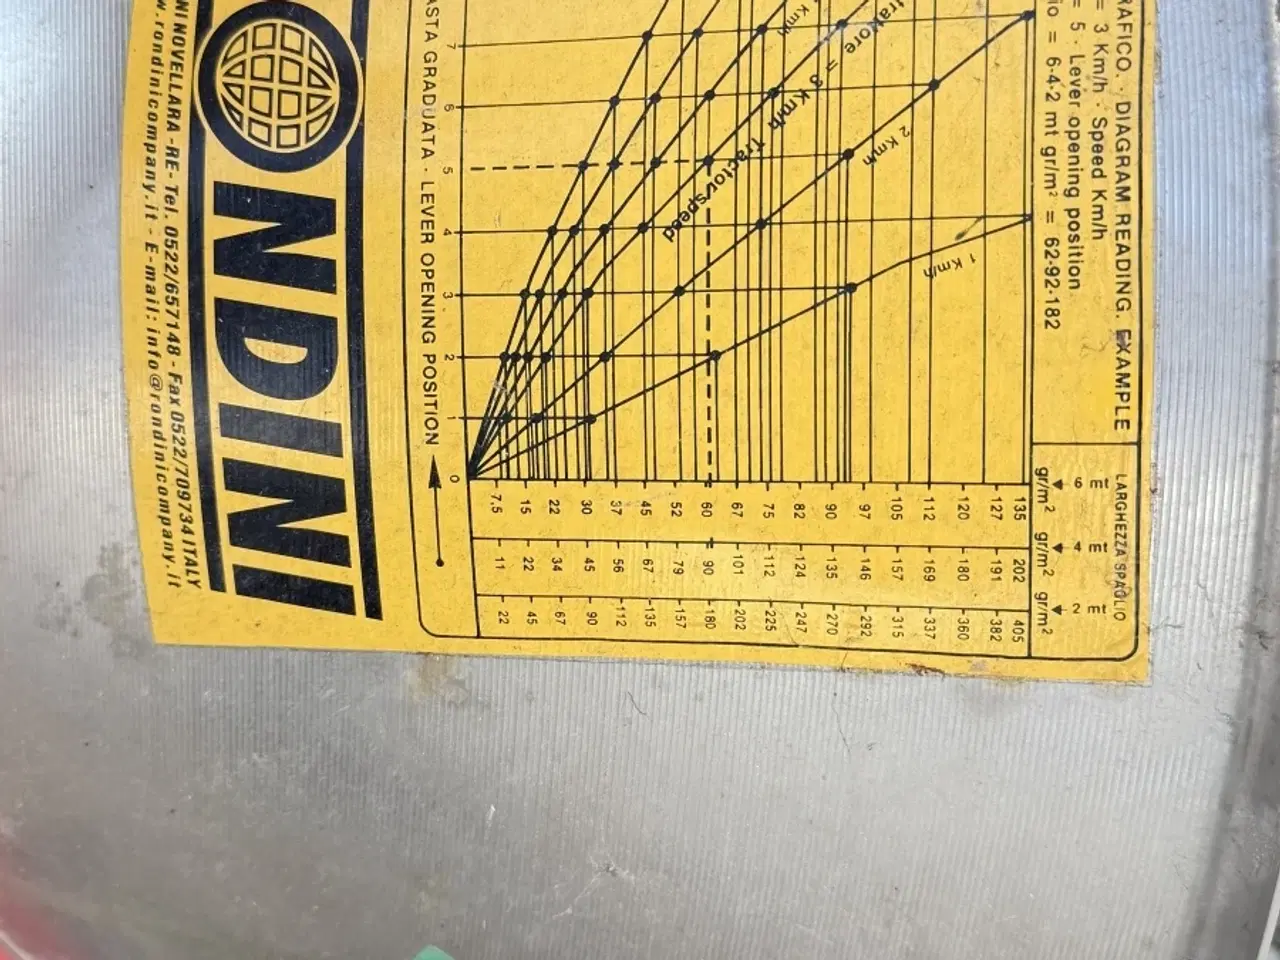 RAFICO. · DIAGRAM READING. EXAMPLE
= 3 Km/h · Speed Km/h
= 5 · Lever opening position
io = 6·4·2 mt gr/m² = 62·92·182
LARGHEZZA SPAGLIO
6 mt
4 mt
2 mt
gr/m²
gr/m²
gr/m²
135 202 405
127 191 382
120 180 360
112 169 337
105 157 315
97 146 292
90 135 270
82 124 247
75 112 225
67 101 202
60 90 180
52 79 157
45 67 135
37 56 112
30 45 90
22 34 67
15 22 45
7,5 11 22
1 Km/h
2 Km/h
trattore = 3 Km/h
Tractor speed
Km/h
7
6
5
4
3
2
1
0
ASTA GRADUATA · LEVER OPENING POSITION
ONDINI
NI NOVELLARA -RE- Tel. 0522/657148 - Fax 0522/709734 ITALY
w.rondinicompany.it - E-mail: info@rondinicompany.it